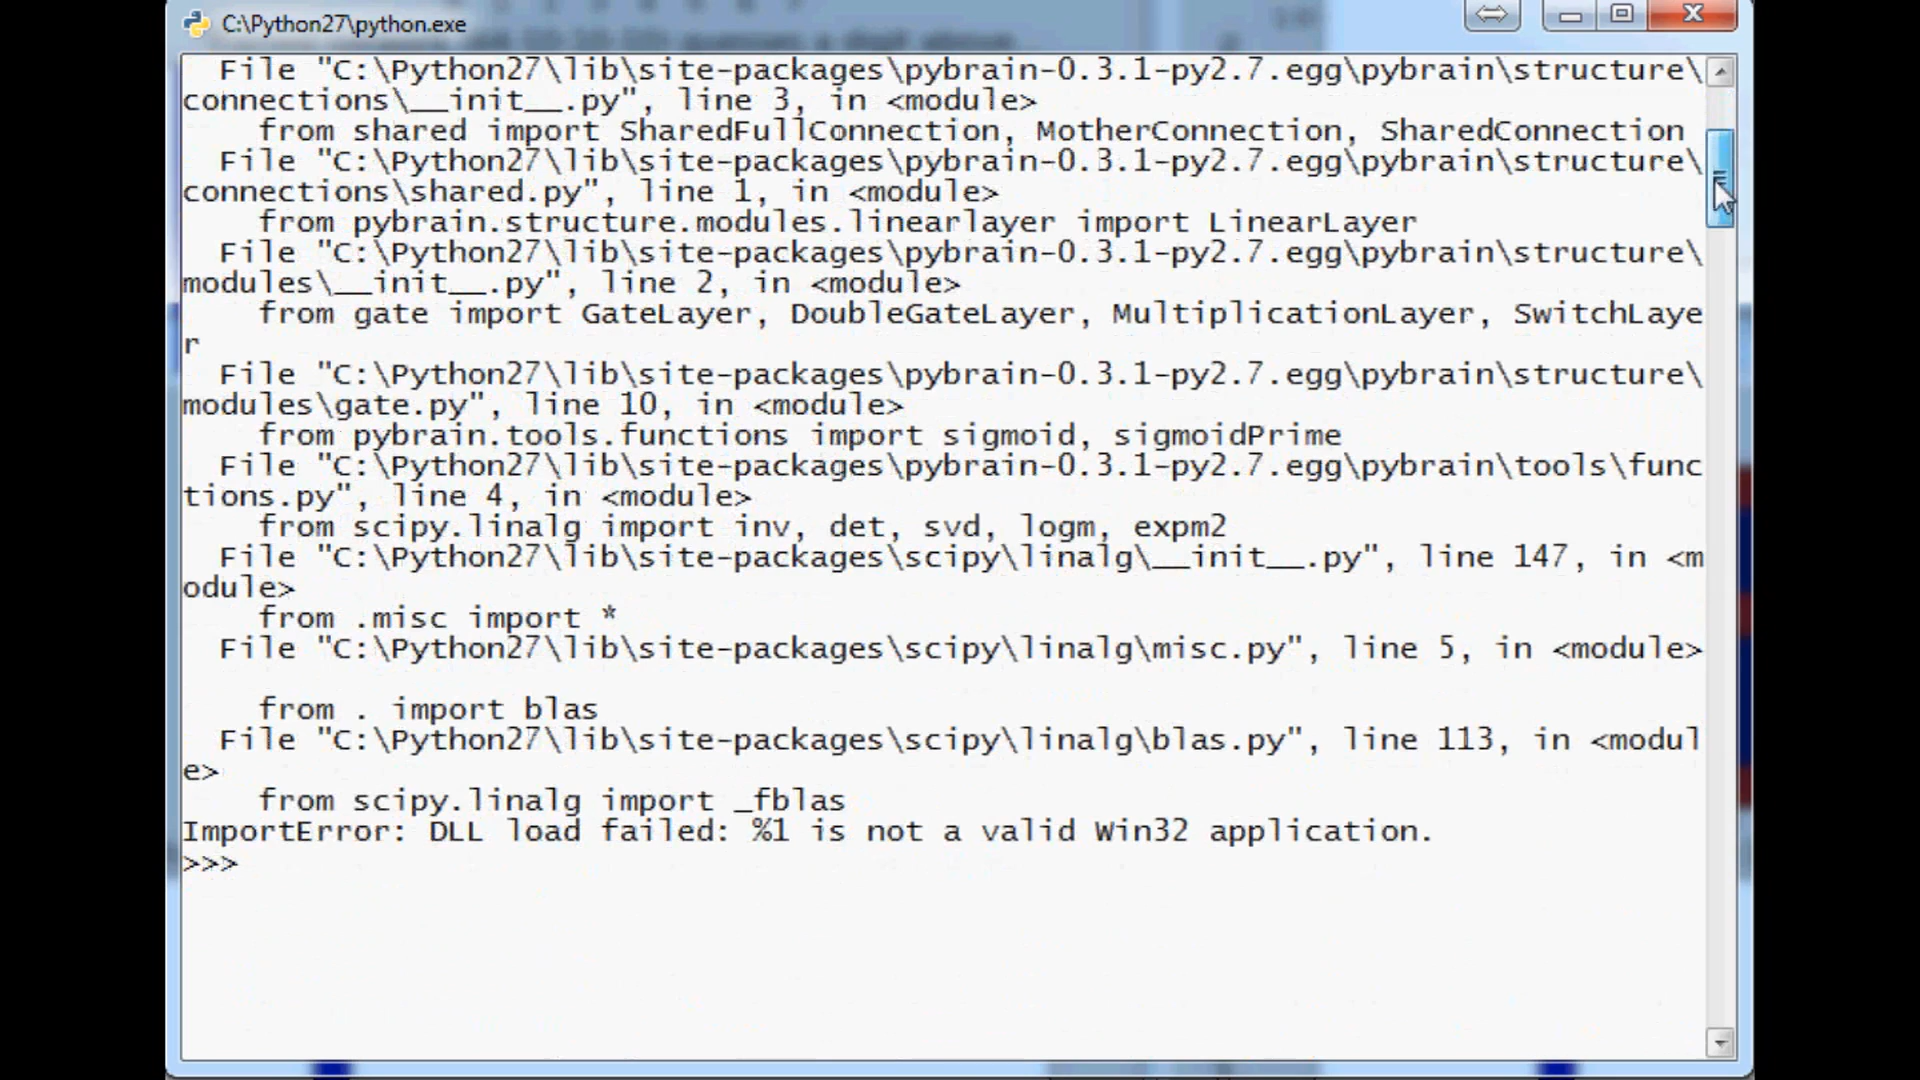 C:\Python27\python.exe
File "C:\Python27\lib\site-packages\pybrain-0.3.1-py2.7.egg\pybrain\structure\
connections\__init__.py", line 3, in <module>
from shared import SharedFullConnection, MotherConnection, SharedConnection
File "C:\Python27\lib\site-packages\pybrain-0.3.1-py2.7.egg\pybrain\structure\
connections\shared.py", line 1, in <module>
from pybrain.structure.modules.linearlayer import LinearLayer
File "C:\Python27\lib\site-packages\pybrain-0.3.1-py2.7.egg\pybrain\structure\
modules\__init__.py", line 2, in <module>
from gate import GateLayer, DoubleGateLayer, MultiplicationLayer, SwitchLaye
r
File "C:\Python27\lib\site-packages\pybrain-0.3.1-py2.7.egg\pybrain\structure\
modules\gate.py", line 10, in <module>
from pybrain.tools.functions import sigmoid, sigmoidPrime
File "C:\Python27\lib\site-packages\pybrain-0.3.1-py2.7.egg\pybrain\tools\func
tions.py", line 4, in <module>
from scipy.linalg import inv, det, svd, logm, expm2
File "C:\Python27\lib\site-packages\scipy\linalg\__init__.py", line 147, in <m
odule>
from .misc import *
File "C:\Python27\lib\site-packages\scipy\linalg\misc.py", line 5, in <module>
from . import blas
File "C:\Python27\lib\site-packages\scipy\linalg\blas.py", line 113, in <modul
e>
from scipy.linalg import _fblas
ImportError: DLL load failed: %1 is not a valid Win32 application.
>>>